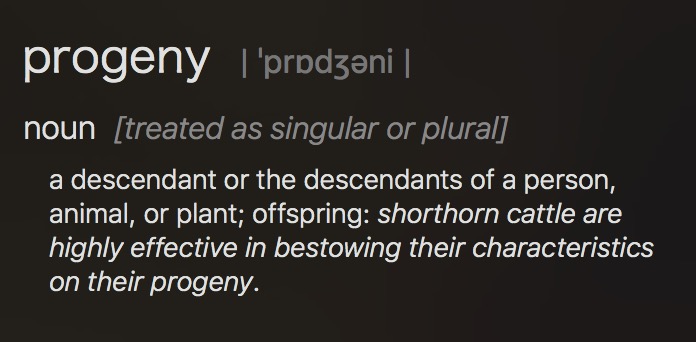 progeny | ˈprɒdʒəni |
noun [treated as singular or plural]
a descendant or the descendants of a person,
animal, or plant; offspring: shorthorn cattle are
highly effective in bestowing their characteristics
on their progeny.